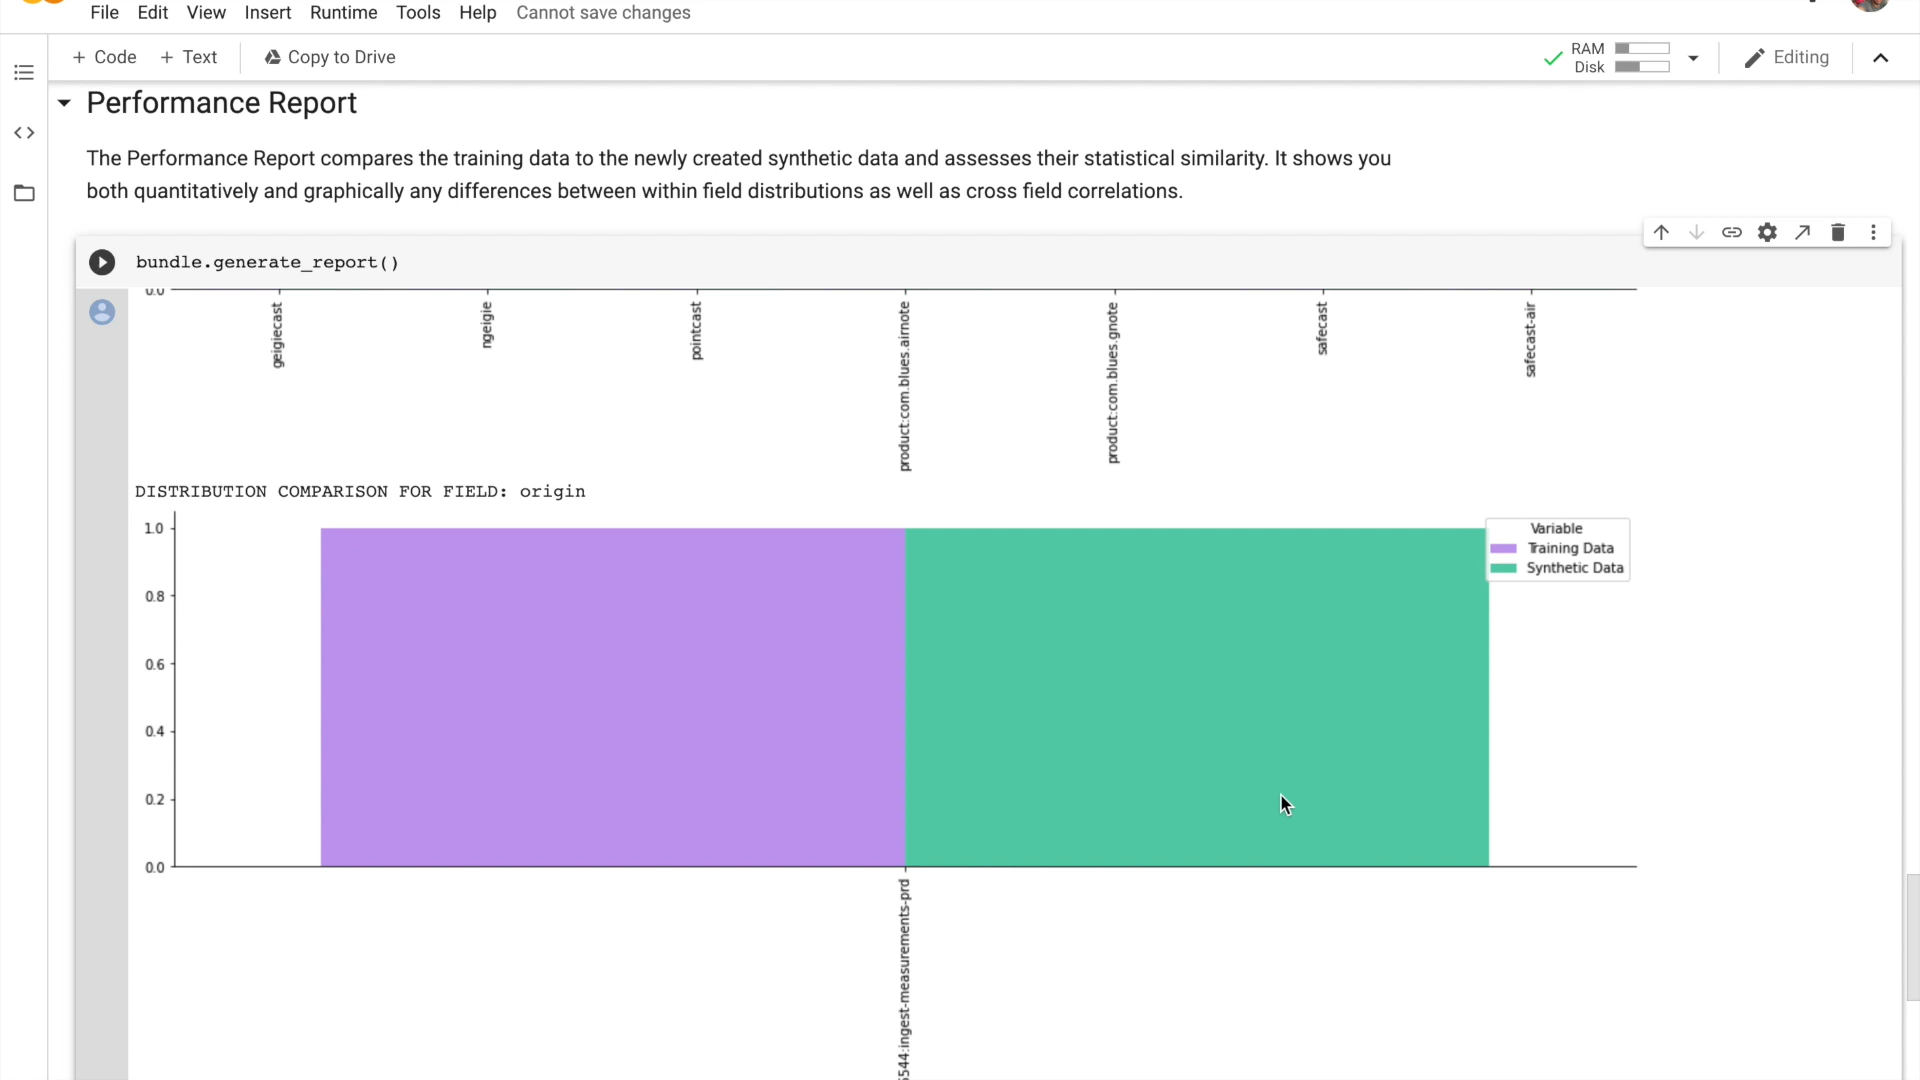 File Edit View Insert Runtime Tools Help Cannot save changes
+ Code + Text Copy to Drive RAM Disk Editing
Performance Report
The Performance Report compares the training data to the newly created synthetic data and assesses their statistical similarity. It shows you
both quantitatively and graphically any differences between within field distributions as well as cross field correlations.
bundle.generate_report()
0.0
geigiecast
ngeigie
pointcast
product:com.blues.airnote
product:com.blues.gnote
safecast
safecast-air
DISTRIBUTION COMPARISON FOR FIELD: origin
1.0
0.8
0.6
0.4
0.2
0.0
Variable
Training Data
Synthetic Data
5544:ingest-measurements-prd